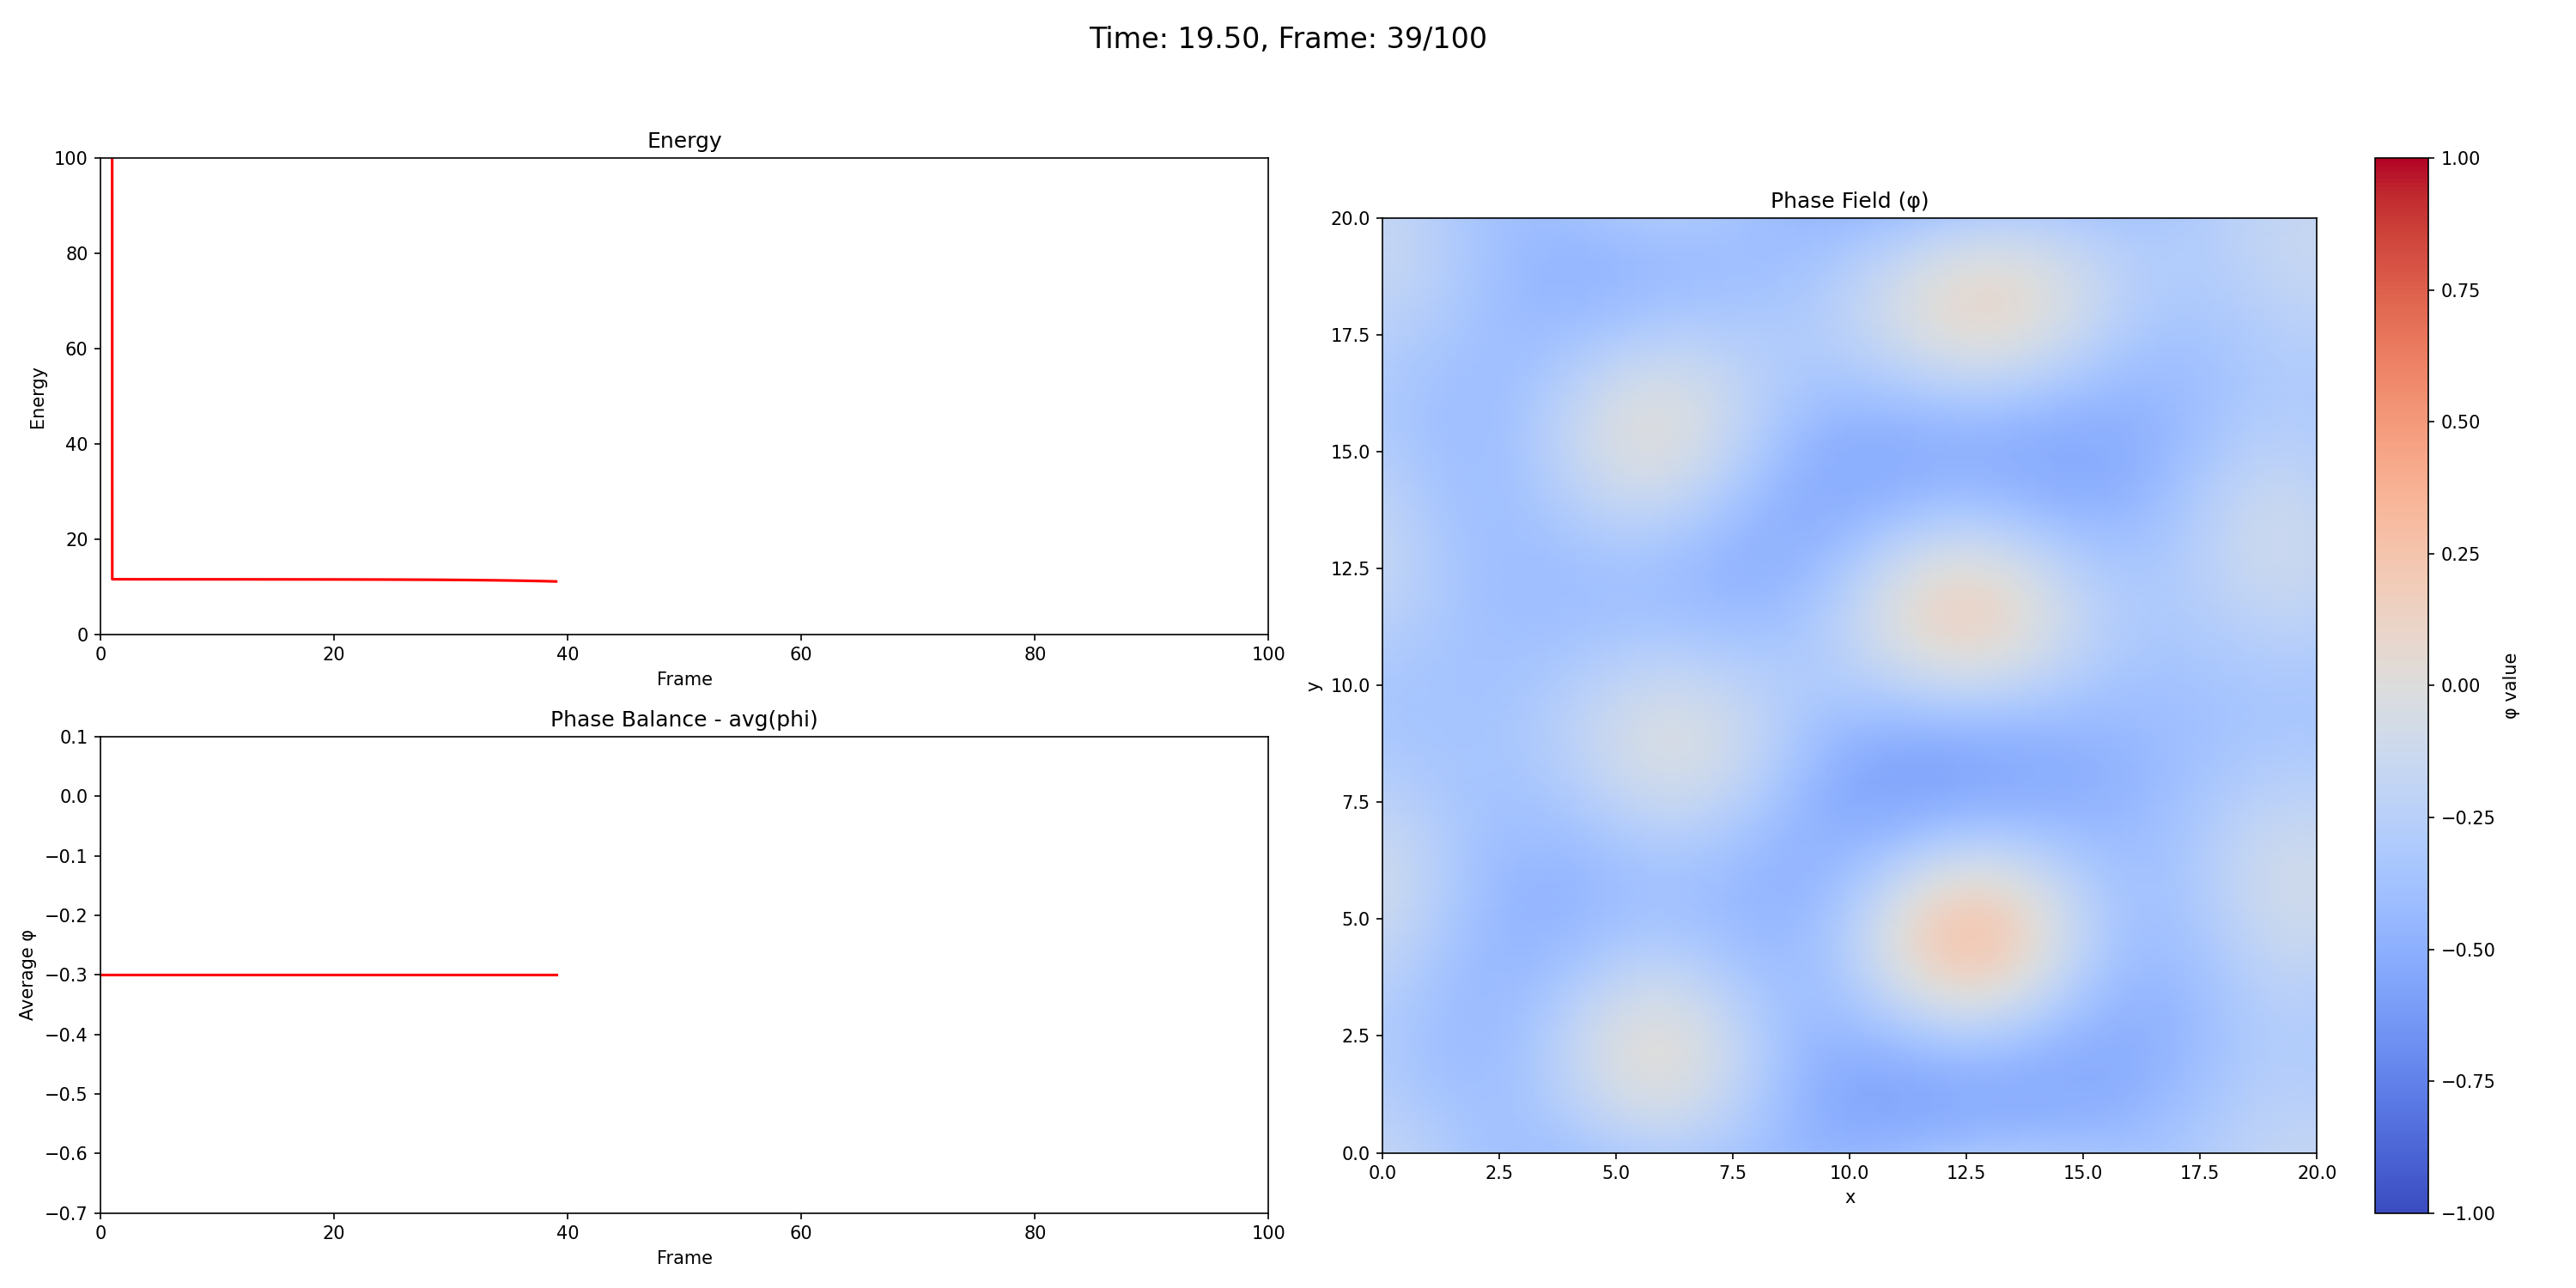 Time: 19.50, Frame: 39/100
Energy
100
80
60
40
20
0
Energy
0 20 40 60 80 100
Frame
Phase Balance - avg(phi)
0.1
0.0
−0.1
−0.2
−0.3
−0.4
−0.5
−0.6
−0.7
Average φ
0 20 40 60 80 100
Frame
Phase Field (φ)
20.0
17.5
15.0
12.5
10.0
7.5
5.0
2.5
0.0
y
0.0 2.5 5.0 7.5 10.0 12.5 15.0 17.5 20.0
x
1.00
0.75
0.50
0.25
0.00
−0.25
−0.50
−0.75
−1.00
φ value